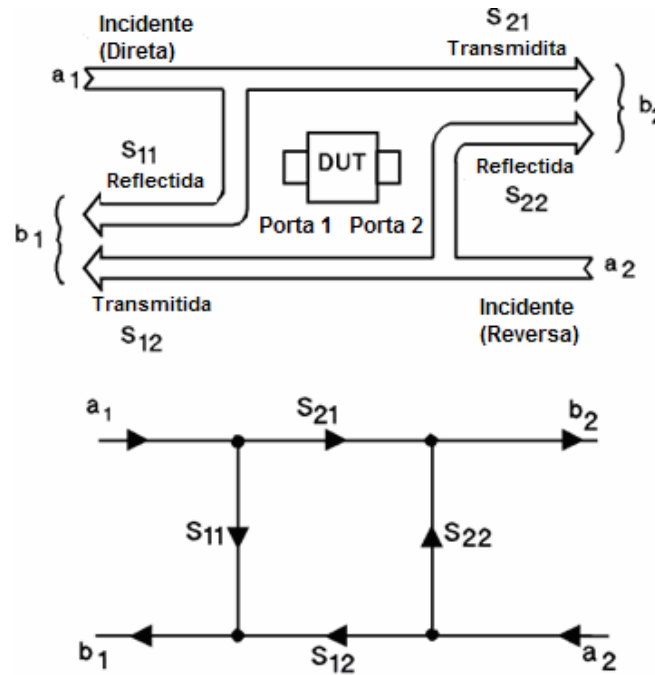 Incidente
(Direta)
S21
Transmidita
a1
b2
S11
Reflectida
DUT
Reflectida
S22
Porta 1 Porta 2
b1
a2
Transmitida
S12
Incidente
(Reversa)
a1
S21
b2
S11
S22
b1
S12
a2